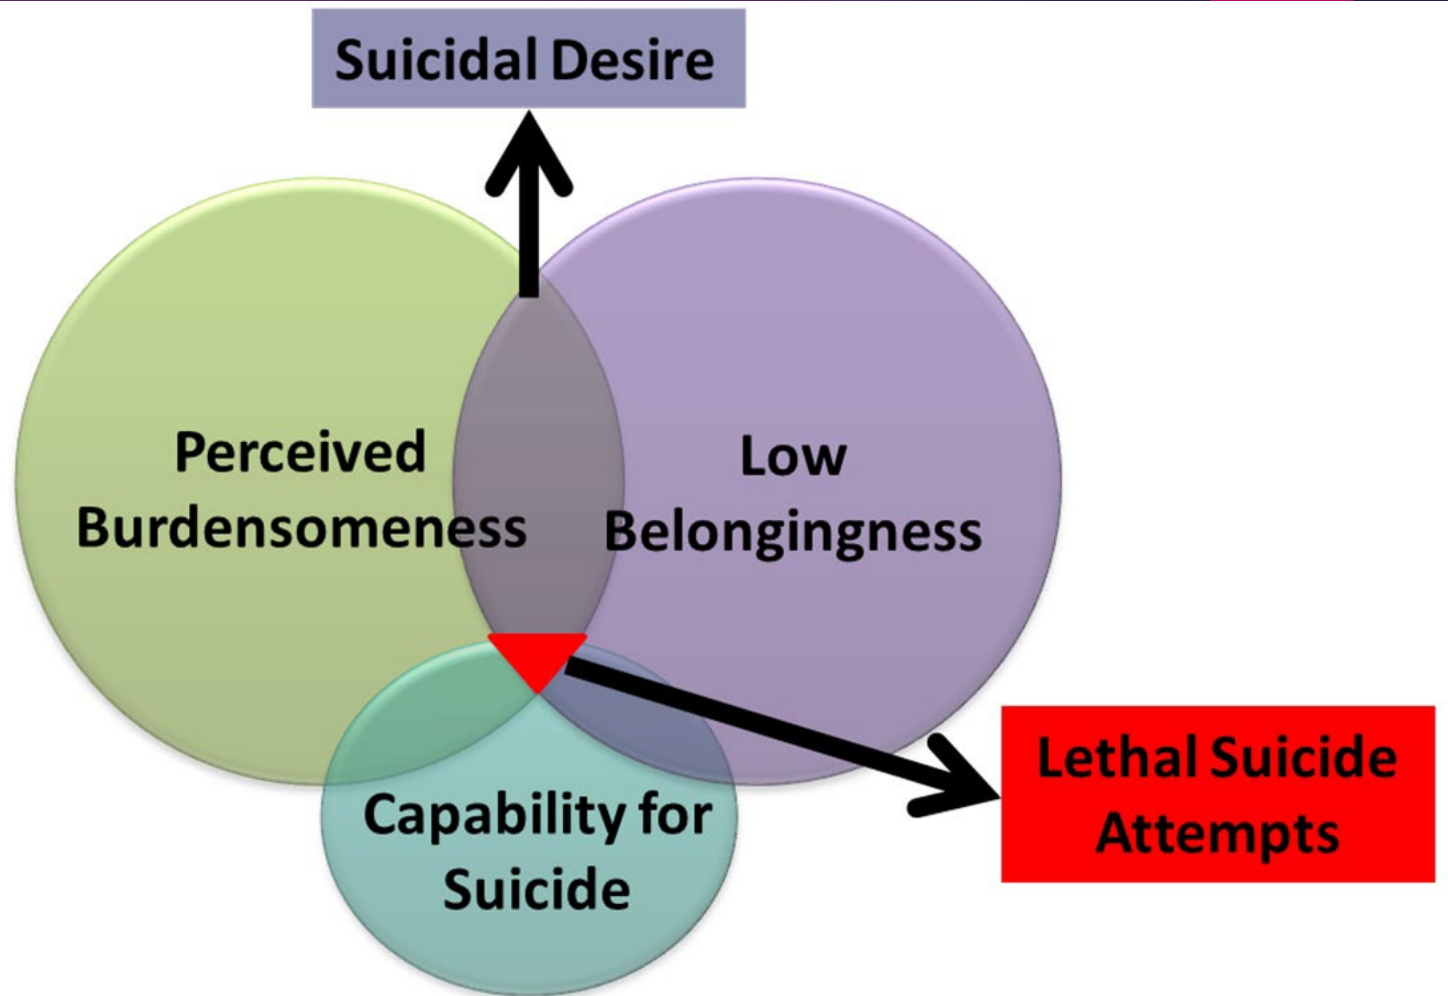 Suicidal Desire
Perceived
Burdensomeness
Low
Belongingness
Capability for
Suicide
Lethal Suicide
Attempts